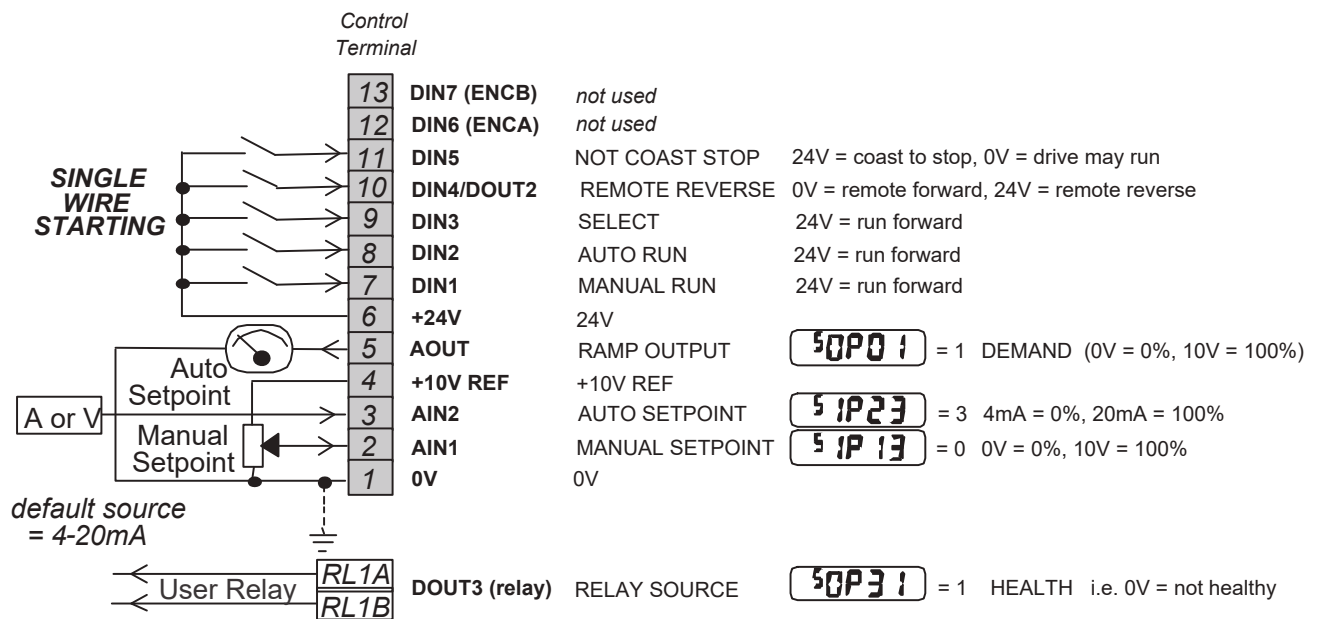 Control
Terminal
13 DIN7 (ENCB) not used
12 DIN6 (ENCA) not used
11 DIN5 NOT COAST STOP 24V = coast to stop, 0V = drive may run
SINGLE
WIRE
STARTING
10 DIN4/DOUT2 REMOTE REVERSE 0V = remote forward, 24V = remote reverse
9 DIN3 SELECT 24V = run forward
8 DIN2 AUTO RUN 24V = run forward
7 DIN1 MANUAL RUN 24V = run forward
6 +24V 24V
5 AOUT RAMP OUTPUT SOP01 = 1 DEMAND (0V = 0%, 10V = 100%)
Auto
Setpoint
4 +10V REF +10V REF
A or V
3 AIN2 AUTO SETPOINT SIP23 = 3 4mA = 0%, 20mA = 100%
Manual
Setpoint
2 AIN1 MANUAL SETPOINT SIP13 = 0 0V = 0%, 10V = 100%
1 0V 0V
default source
= 4-20mA
User Relay
RL1A
RL1B
DOUT3 (relay) RELAY SOURCE SOP31 = 1 HEALTH i.e. 0V = not healthy